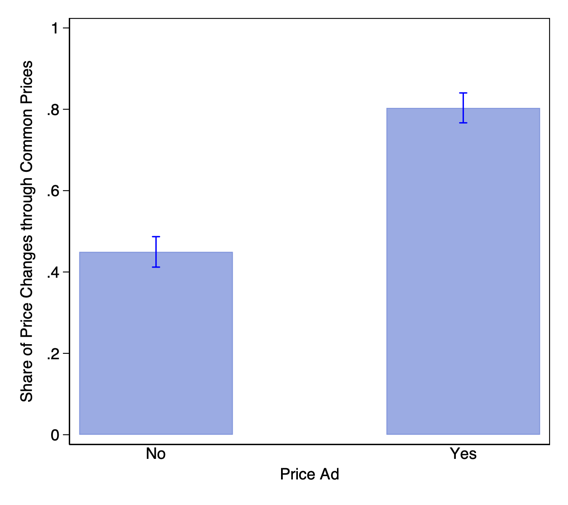 Share of Price Changes through Common Prices
1
.8
.6
.4
.2
0
No Yes
Price Ad